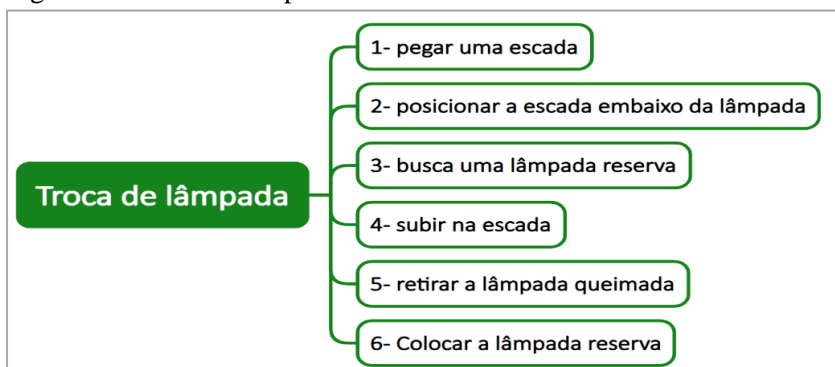 1- pegar uma escada
2- posicionar a escada embaixo da lâmpada
3- busca uma lâmpada reserva
Troca de lâmpada
4- subir na escada
5- retirar a lâmpada queimada
6- Colocar a lâmpada reserva